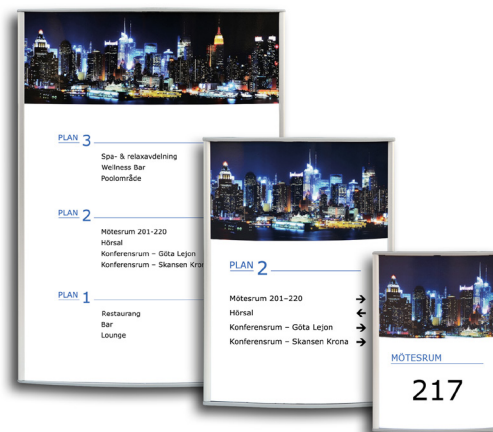 PLAN 3
Spa- & relaxavdelning
Wellness Bar
Poolområde
PLAN 2
Mötesrum 201-220
Hörsal
Konferensrum – Göta Lejon
Konferensrum – Skansen Kro
PLAN 1
Restaurang
Bar
Lounge
PLAN 2
Mötesrum 201–220 →
Hörsal ←
Konferensrum – Göta Lejon →
Konferensrum – Skansen Krona →
MÖTESRUM
217